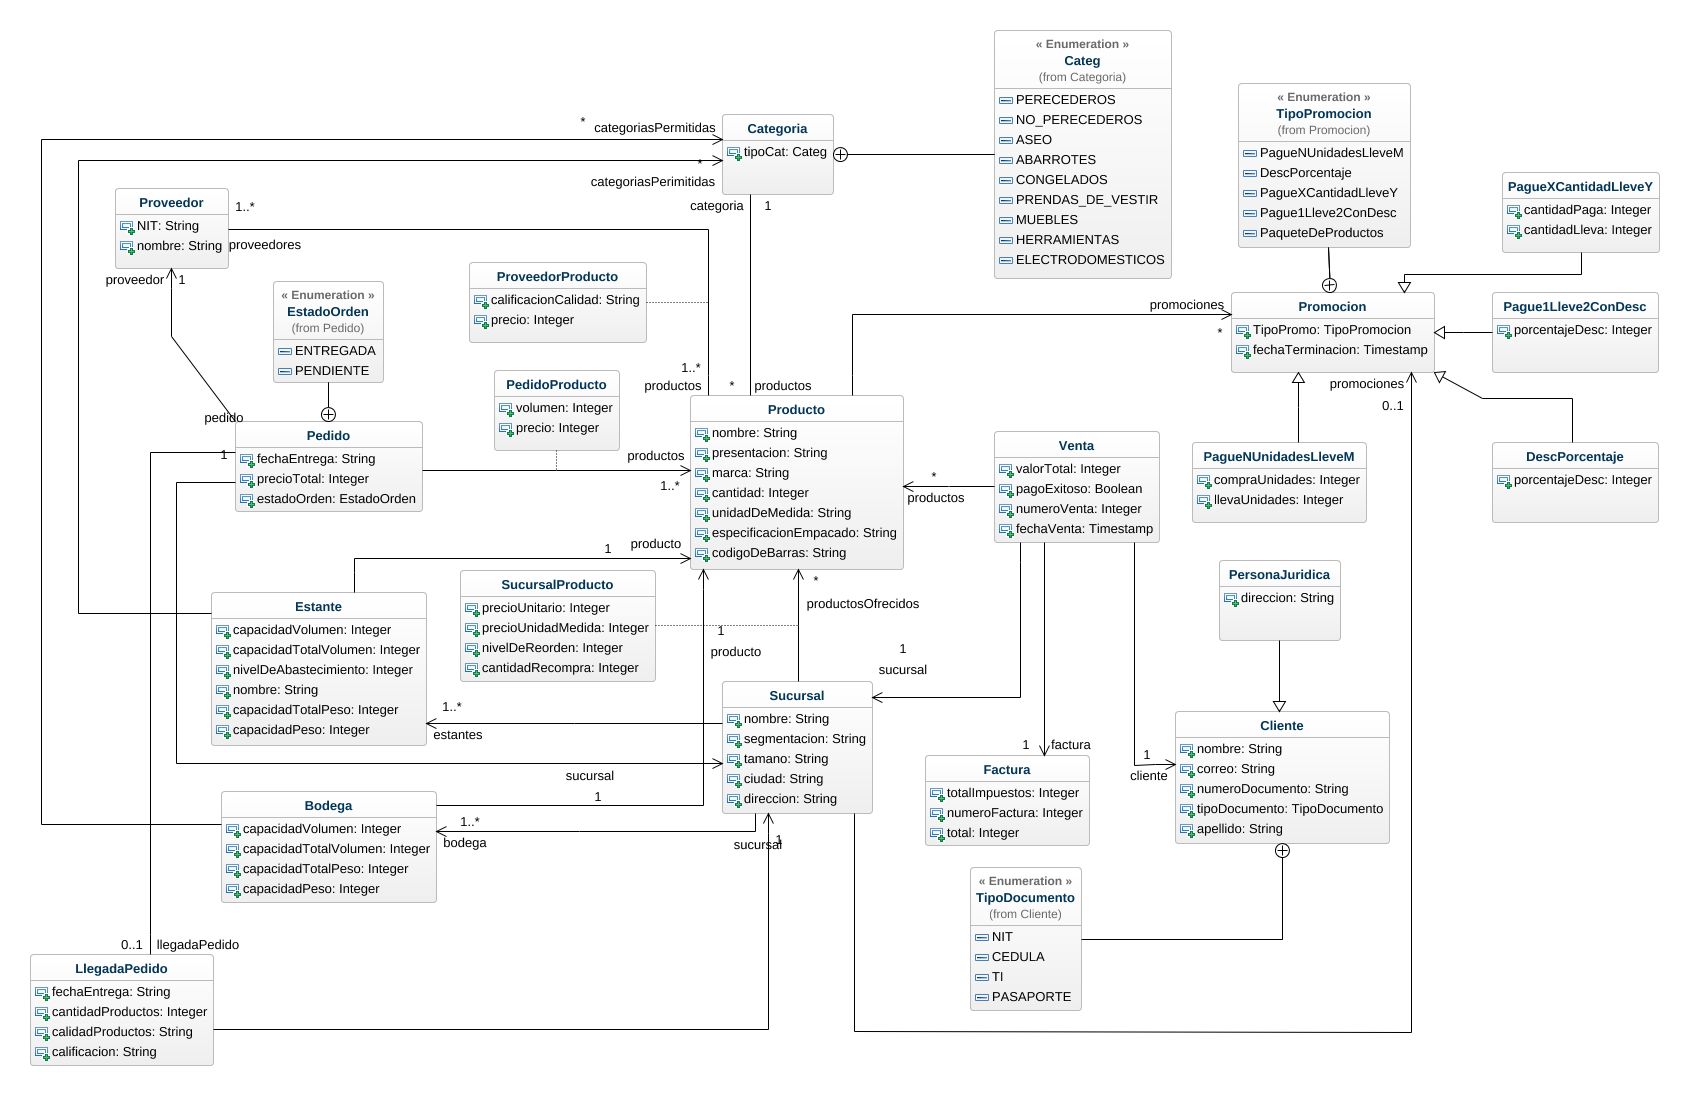 « Enumeration »
Categ
(from Categoria)
PERECEDEROS
NO_PERECEDEROS
ASEO
ABARROTES
CONGELADOS
PRENDAS_DE_VESTIR
MUEBLES
HERRAMIENTAS
ELECTRODOMESTICOS
« Enumeration »
TipoPromocion
(from Promocion)
PagueNUnidadesLleveM
DescPorcentaje
PagueXCantidadLleveY
Pague1Lleve2ConDesc
PaqueteDeProductos
* categoriasPermitidas
Categoria
tipoCat: Categ
*
categoriasPerimitidas
categoria 1
PagueXCantidadLleveY
cantidadPaga: Integer
cantidadLleva: Integer
Proveedor
NIT: String
nombre: String
1..*
proveedores
proveedor 1
ProveedorProducto
calificacionCalidad: String
precio: Integer
« Enumeration »
EstadoOrden
(from Pedido)
ENTREGADA
PENDIENTE
promociones
*
Promocion
TipoPromo: TipoPromocion
fechaTerminacion: Timestamp
Pague1Lleve2ConDesc
porcentajeDesc: Integer
promociones
0..1
1..*
productos * productos
PedidoProducto
volumen: Integer
precio: Integer
pedido
1
Pedido
fechaEntrega: String
precioTotal: Integer
estadoOrden: EstadoOrden
productos
1..*
Producto
nombre: String
presentacion: String
marca: String
cantidad: Integer
unidadDeMedida: String
especificacionEmpacado: String
codigoDeBarras: String
*
productos
Venta
valorTotal: Integer
pagoExitoso: Boolean
numeroVenta: Integer
fechaVenta: Timestamp
PagueNUnidadesLleveM
compraUnidades: Integer
llevaUnidades: Integer
DescPorcentaje
porcentajeDesc: Integer
1 producto
Estante
capacidadVolumen: Integer
capacidadTotalVolumen: Integer
nivelDeAbastecimiento: Integer
nombre: String
capacidadTotalPeso: Integer
capacidadPeso: Integer
SucursalProducto
precioUnitario: Integer
precioUnidadMedida: Integer
nivelDeReorden: Integer
cantidadRecompra: Integer
*
productosOfrecidos
1
producto
1
sucursal
PersonaJuridica
direccion: String
1..*
estantes
Sucursal
nombre: String
segmentacion: String
tamano: String
ciudad: String
direccion: String
1 factura
1
cliente
Cliente
nombre: String
correo: String
numeroDocumento: String
tipoDocumento: TipoDocumento
apellido: String
Factura
totalImpuestos: Integer
numeroFactura: Integer
total: Integer
sucursal
1
Bodega
capacidadVolumen: Integer
capacidadTotalVolumen: Integer
capacidadTotalPeso: Integer
capacidadPeso: Integer
1..*
bodega
sucursal
1
« Enumeration »
TipoDocumento
(from Cliente)
NIT
CEDULA
TI
PASAPORTE
0..1 llegadaPedido
LlegadaPedido
fechaEntrega: String
cantidadProductos: Integer
calidadProductos: String
calificacion: String